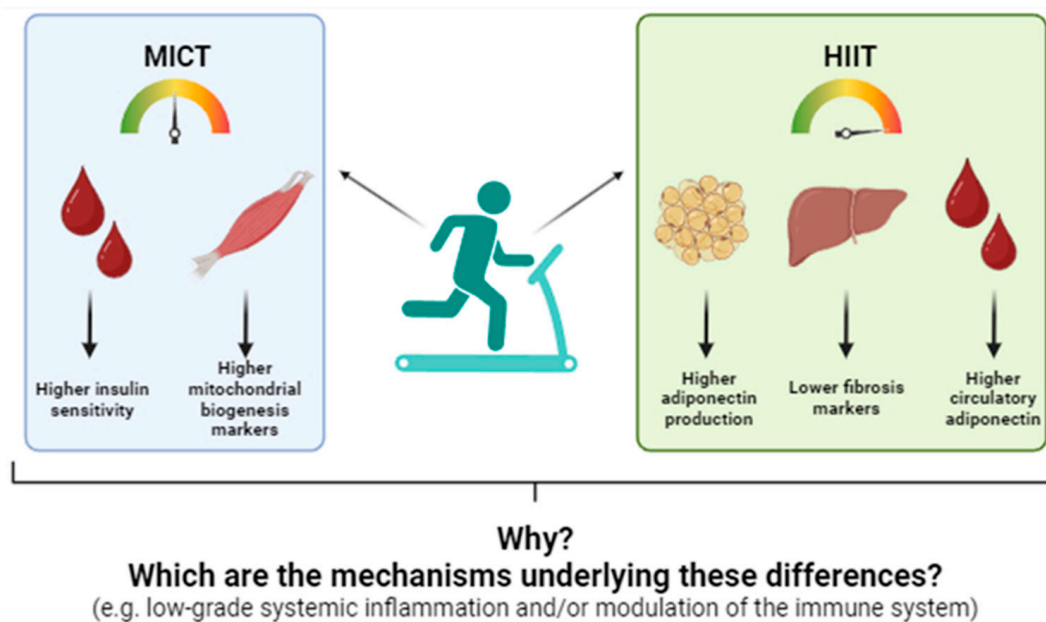 MICT
HIIT
Higher insulin
sensitivity
Higher
mitochondrial
biogenesis
markers
Higher
adiponectin
production
Lower fibrosis
markers
Higher
circulatory
adiponectin
Why?
Which are the mechanisms underlying these differences?
(e.g. low-grade systemic inflammation and/or modulation of the immune system)